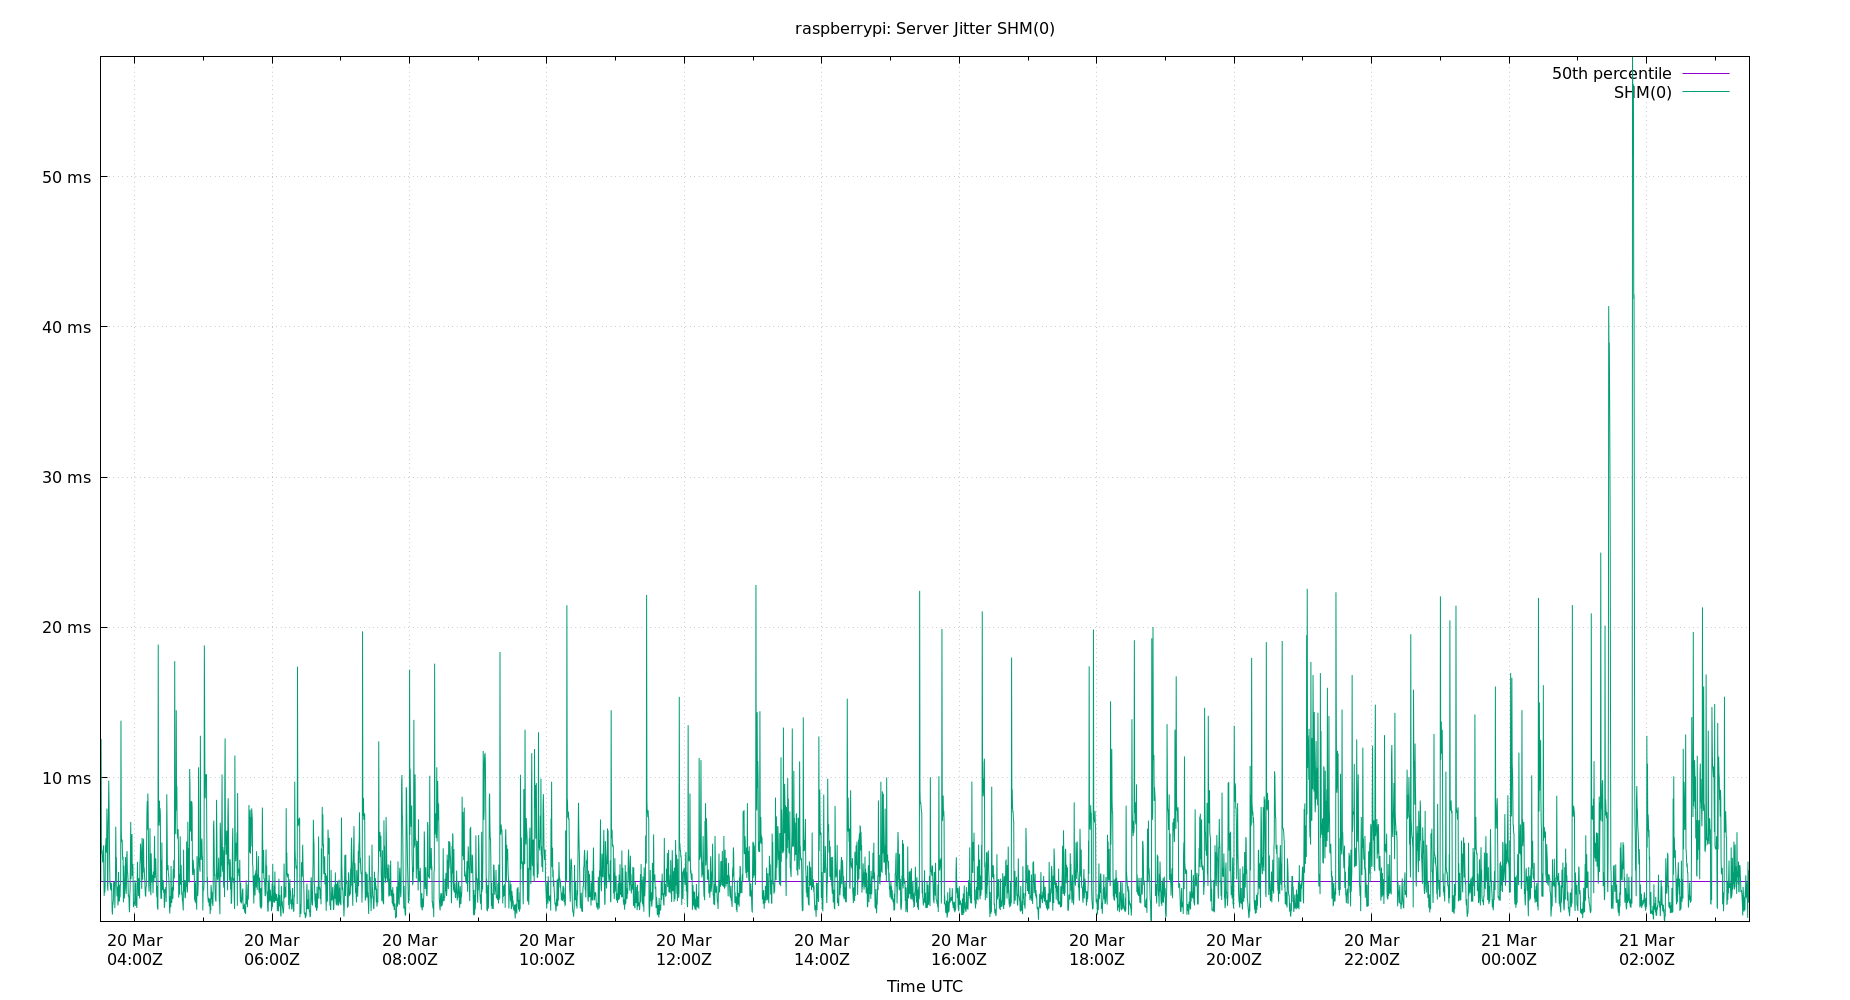 raspberrypi: Server Jitter SHM(0)
50th percentile
SHM(0)
50 ms
40 ms
30 ms
20 ms
10 ms
20 Mar 20 Mar 20 Mar 20 Mar 20 Mar 20 Mar 20 Mar 20 Mar 20 Mar 20 Mar 21 Mar 21 Mar
04:00Z 06:00Z 08:00Z 10:00Z 12:00Z 14:00Z 16:00Z 18:00Z 20:00Z 22:00Z 00:00Z 02:00Z
Time UTC